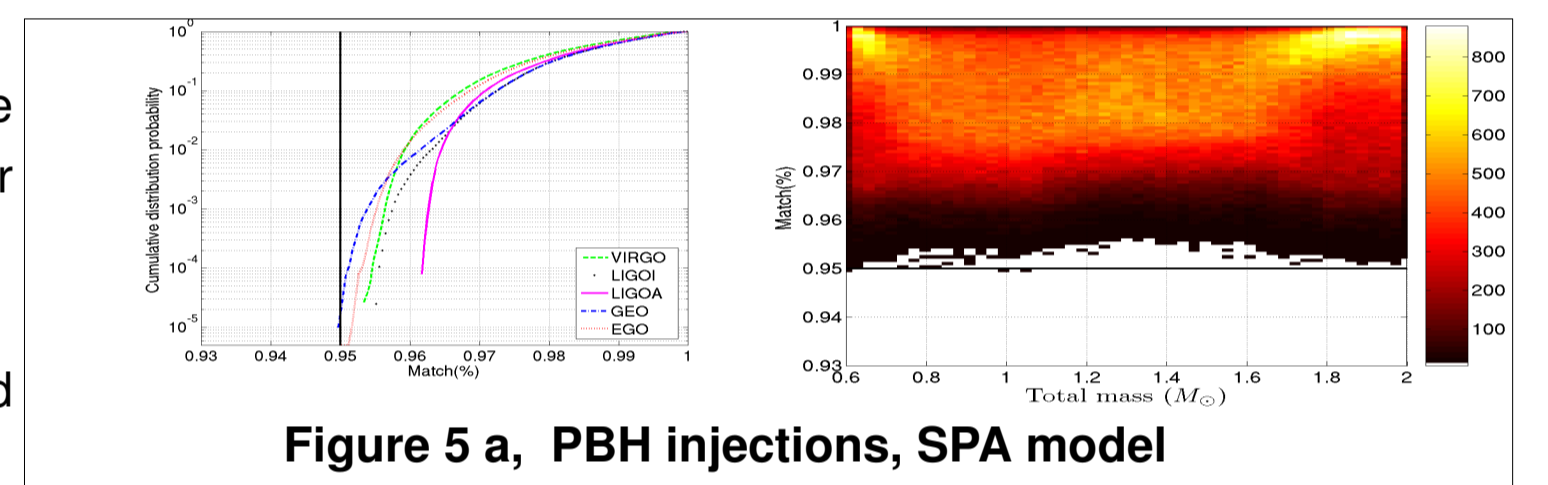 e
r
d
10^0
10^-1
10^-2
10^-3
10^-4
10^-5
Cumulative distribution probability
VIRGO
LIGOI
LIGOA
GEO
EGO
0.93 0.94 0.95 0.96 0.97 0.98 0.99 1
Match(%)
1
0.99
0.98
0.97
0.96
0.95
0.94
0.93
Match(%)
0.6 0.8 1 1.2 1.4 1.6 1.8 2
Total mass (M☉)
800
700
600
500
400
300
200
100
Figure 5 a, PBH injections, SPA model